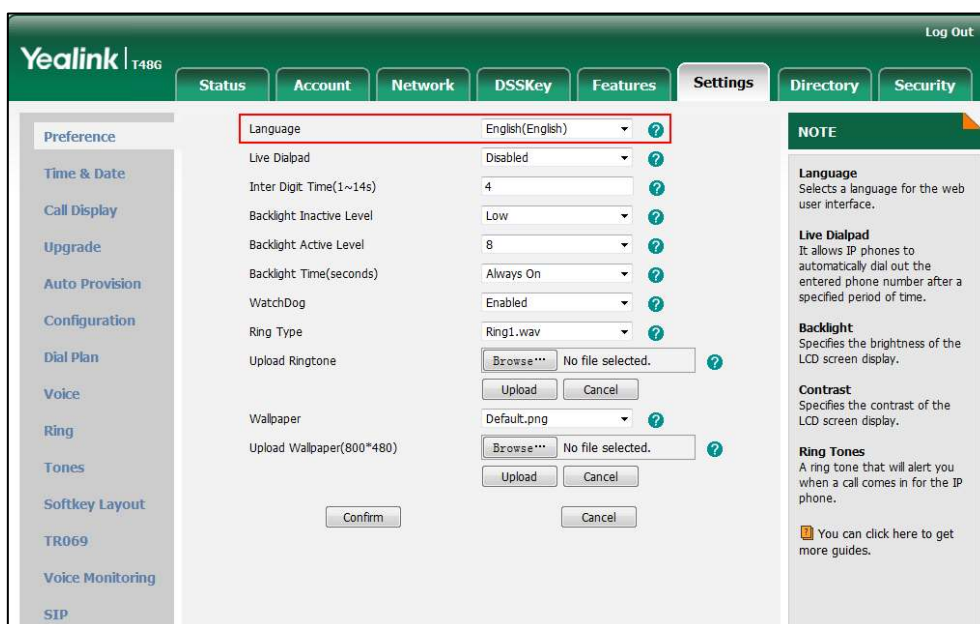 Log Out
Yealink T48G
Status Account Network DSSKey Features Settings Directory Security
Preference
Time & Date
Call Display
Upgrade
Auto Provision
Configuration
Dial Plan
Voice
Ring
Tones
Softkey Layout
TR069
Voice Monitoring
SIP
Language English(English) ?
Live Dialpad Disabled ?
Inter Digit Time(1~14s) 4 ?
Backlight Inactive Level Low ?
Backlight Active Level 8 ?
Backlight Time(seconds) Always On ?
WatchDog Enabled ?
Ring Type Ring1.wav ?
Upload Ringtone Browse··· No file selected. ?
Upload Cancel
Wallpaper Default.png ?
Upload Wallpaper(800*480) Browse··· No file selected. ?
Upload Cancel
Confirm Cancel
NOTE
Language
Selects a language for the web
user interface.
Live Dialpad
It allows IP phones to
automatically dial out the
entered phone number after a
specified period of time.
Backlight
Specifies the brightness of the
LCD screen display.
Contrast
Specifies the contrast of the
LCD screen display.
Ring Tones
A ring tone that will alert you
when a call comes in for the IP
phone.
? You can click here to get
more guides.